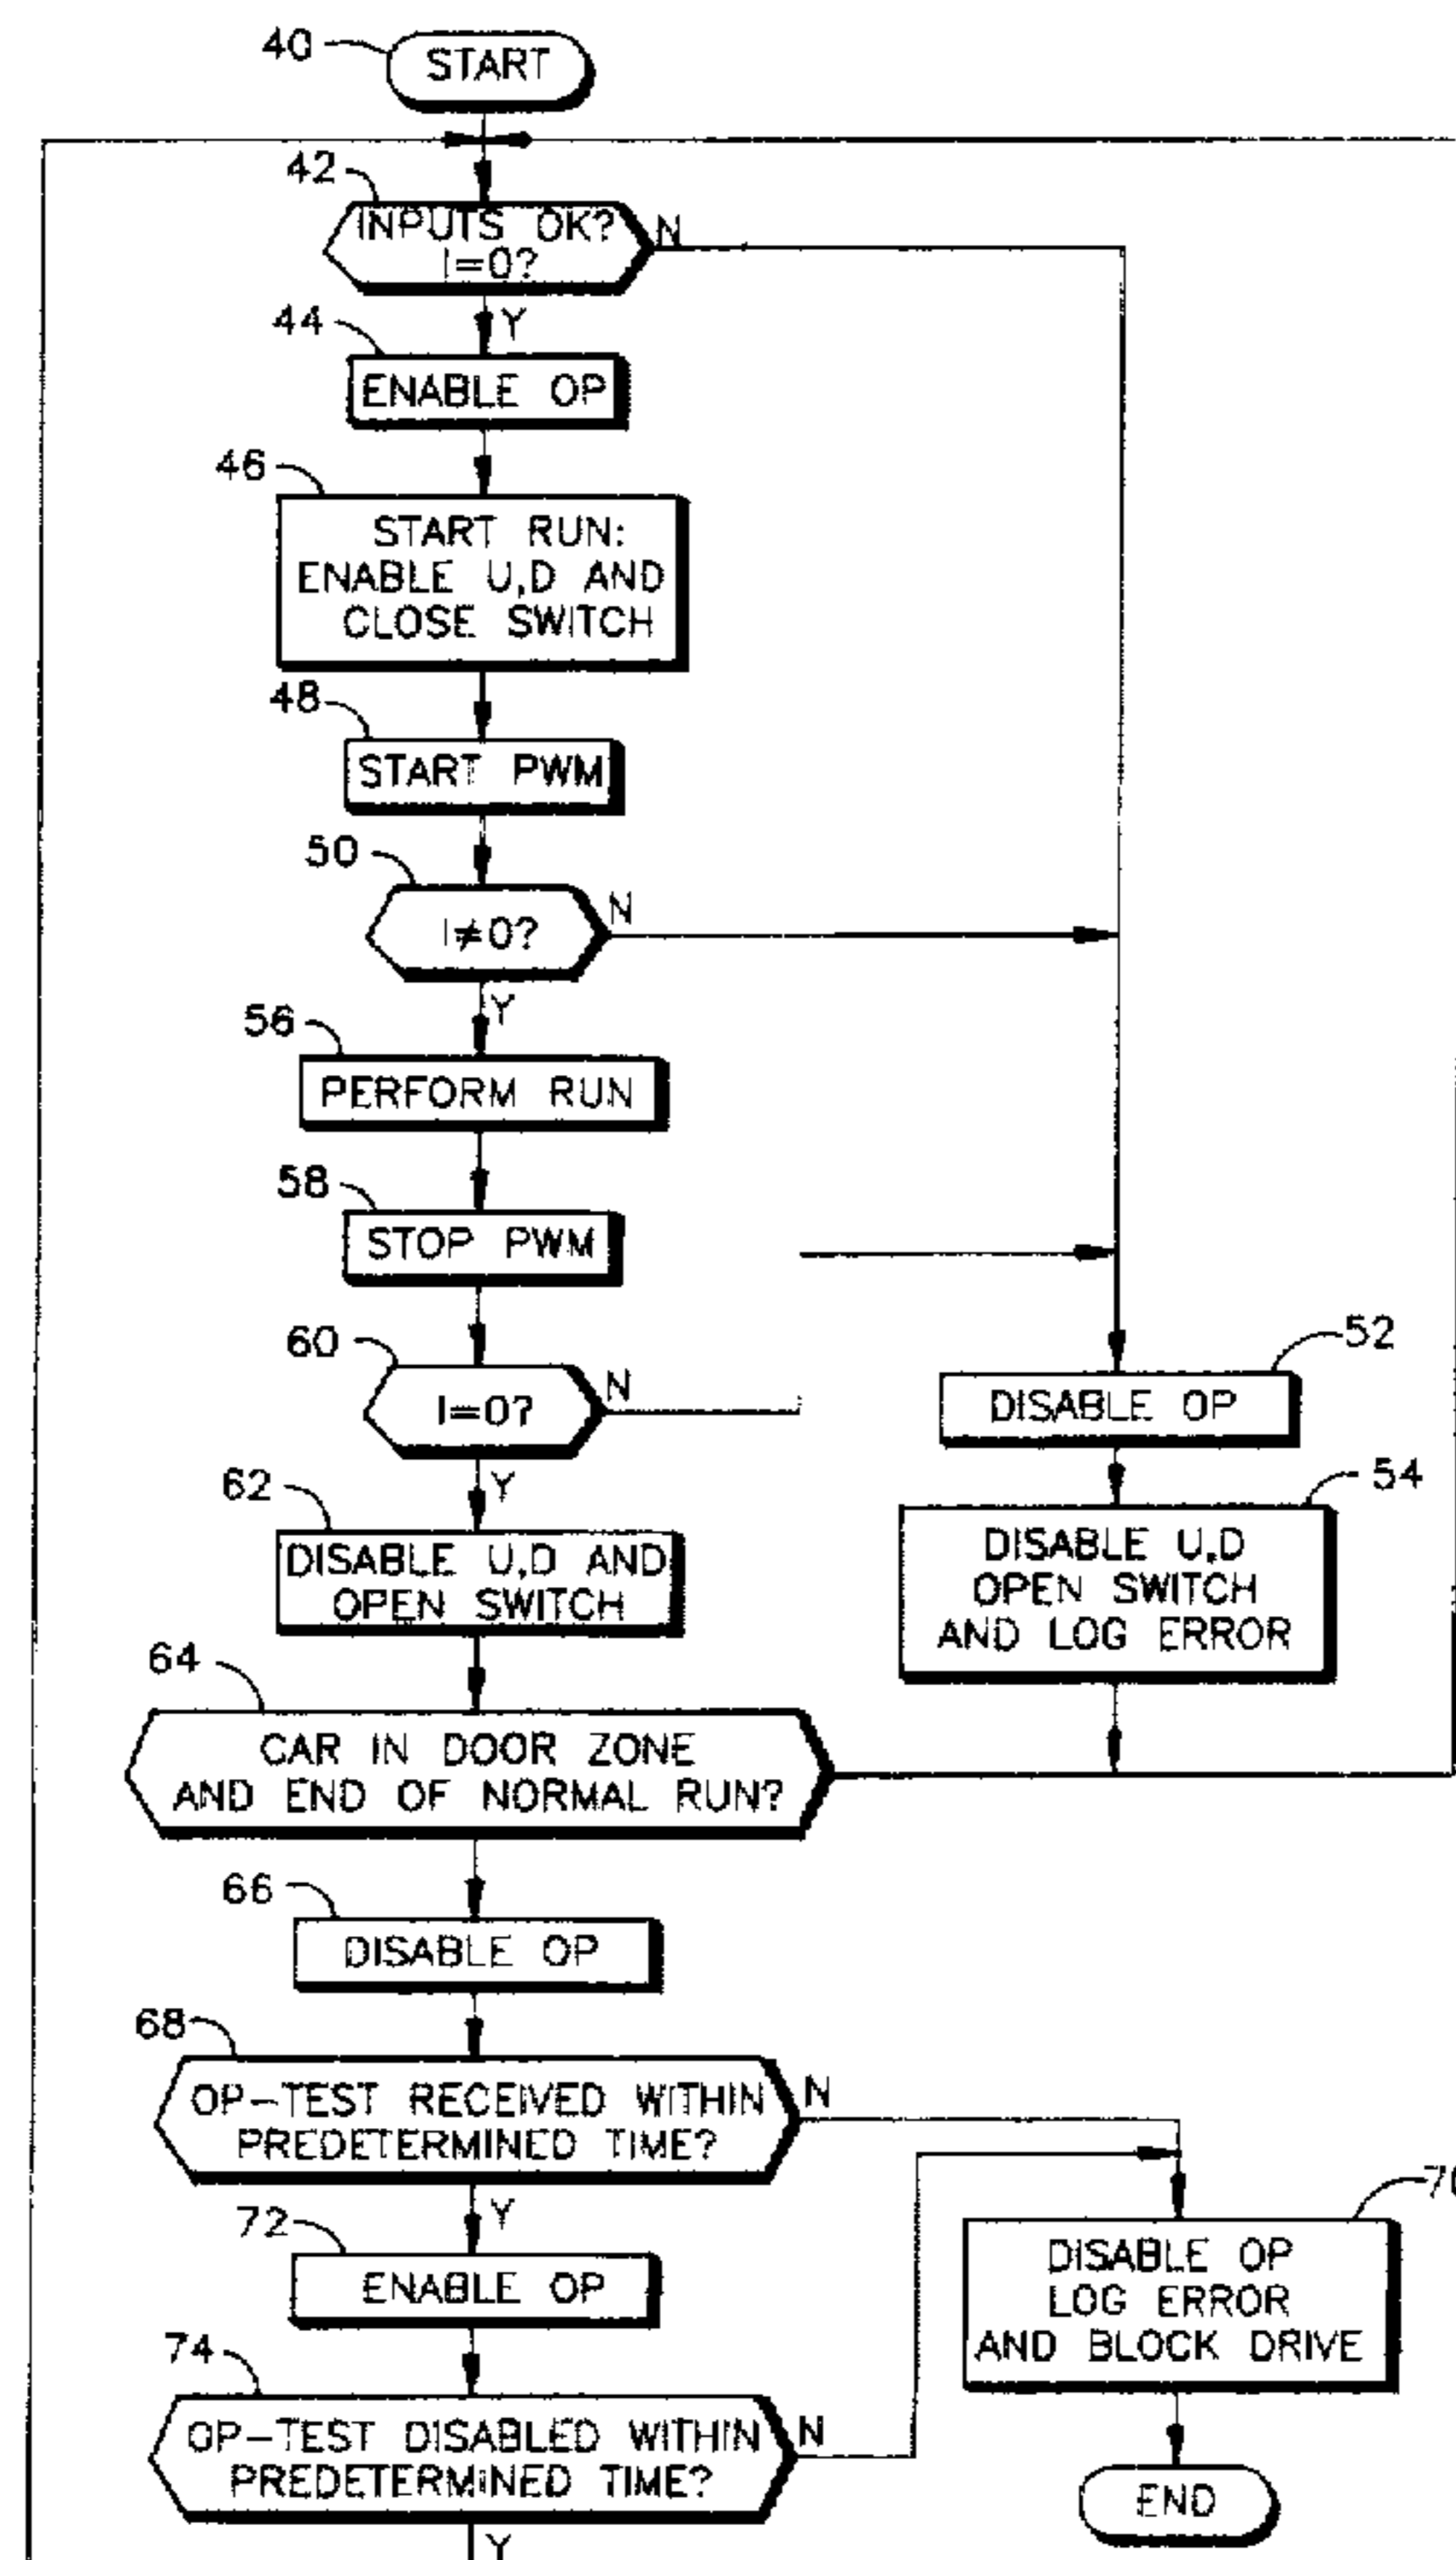 40
START
42
INPUTS OK?
I=0?
N
Y
44
ENABLE OP
46
START RUN:
ENABLE U,D AND
CLOSE SWITCH
48
START PWM
50
I≠0?
N
Y
56
PERFORM RUN
58
STOP PWM
60
I=0?
N
Y
52
DISABLE OP
54
DISABLE U,D
OPEN SWITCH
AND LOG ERROR
62
DISABLE U,D AND
OPEN SWITCH
64
CAR IN DOOR ZONE
AND END OF NORMAL RUN?
66
DISABLE OP
68
OP-TEST RECEIVED WITHIN
PREDETERMINED TIME?
N
Y
DISABLE OP
LOG ERROR
AND BLOCK DRIVE
72
ENABLE OP
74
OP-TEST DISABLED WITHIN
PREDETERMINED TIME?
N
Y
END